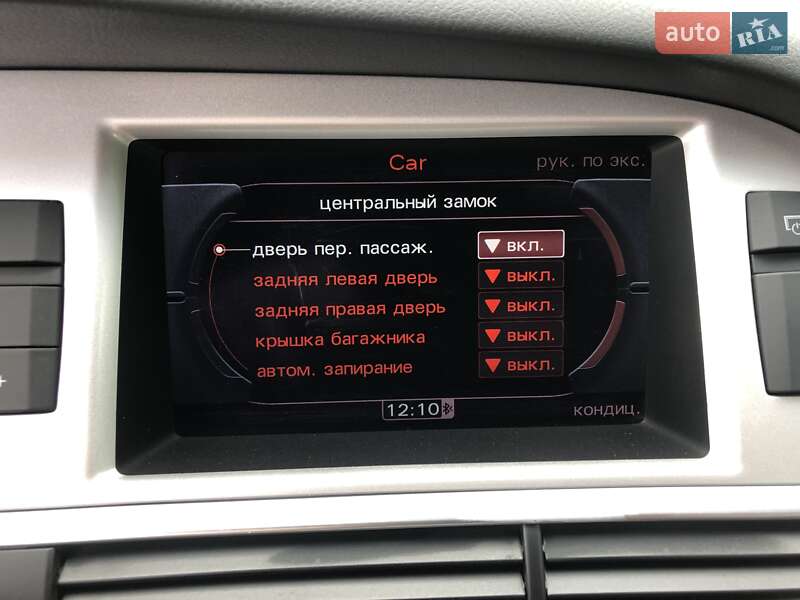 auto RIA .com
Car
рук. по экс.
центральный замок
дверь пер. пассаж. вкл.
задняя левая дверь выкл.
задняя правая дверь выкл.
крышка багажника выкл.
автом. запирание выкл.
12:10
кондиц.
+